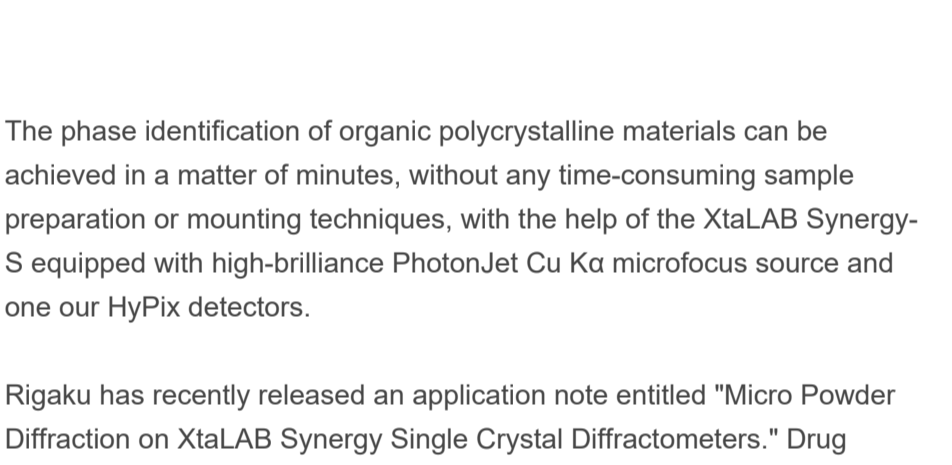 The phase identification of organic polycrystalline materials can be
achieved in a matter of minutes, without any time-consuming sample
preparation or mounting techniques, with the help of the XtaLAB Synergy-
S equipped with high-brilliance PhotonJet Cu Kα microfocus source and
one our HyPix detectors.
Rigaku has recently released an application note entitled "Micro Powder
Diffraction on XtaLAB Synergy Single Crystal Diffractometers." Drug